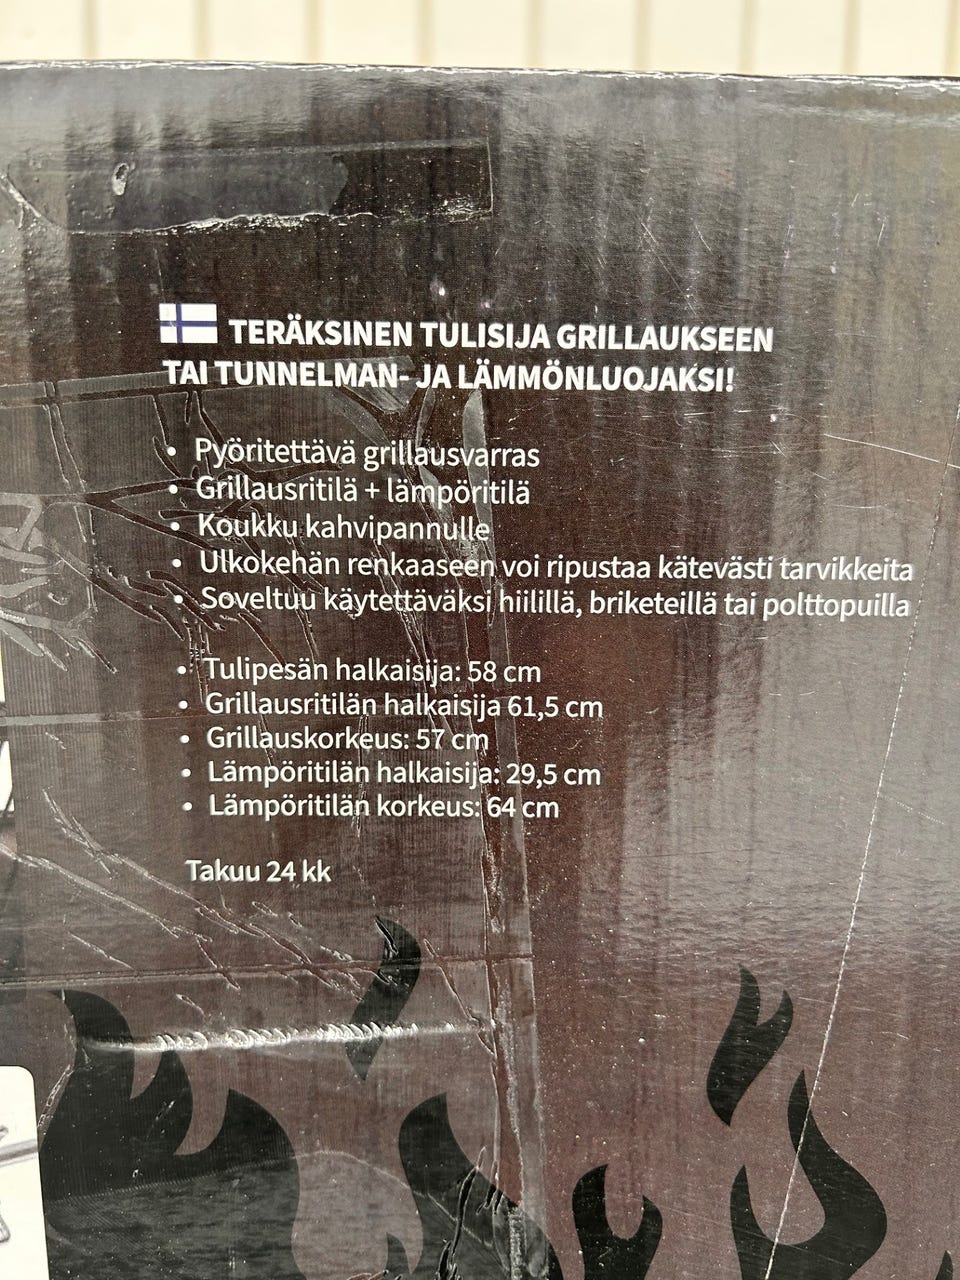 TERÄKSINEN TULISIJA GRILLAUKSEEN
TAI TUNNELMAN- JA LÄMMÖNLUOJAKSI!
• Pyöritettävä grillausvarras
• Grillausritilä + lämpöritilä
• Koukku kahvipannulle
• Ulkokehän renkaaseen voi ripustaa kätevästi tarvikkeita
• Soveltuu käytettäväksi hiilillä, briketeillä tai polttopuilla
• Tulipesän halkaisija: 58 cm
• Grillausritilän halkaisija 61,5 cm
• Grillauskorkeus: 57 cm
• Lämpöritilän halkaisija: 29,5 cm
• Lämpöritilän korkeus: 64 cm
Takuu 24 kk